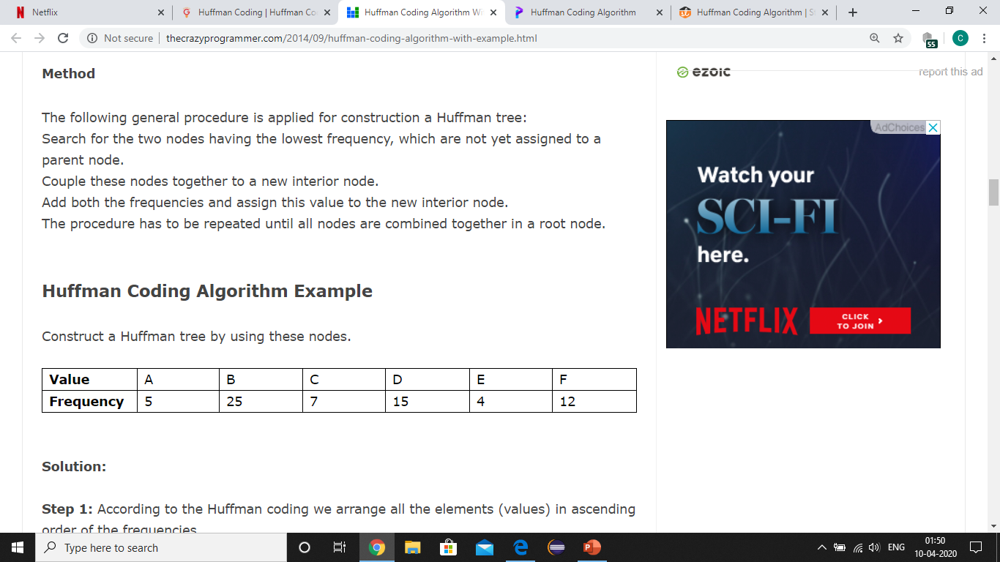 Netflix
Huffman Coding | Huffman Co
Huffman Coding Algorithm Wi
Huffman Coding Algorithm
Huffman Coding Algorithm | S
Not secure | thecrazyprogrammer.com/2014/09/huffman-coding-algorithm-with-example.html
55
C
Method
The following general procedure is applied for construction a Huffman tree:
Search for the two nodes having the lowest frequency, which are not yet assigned to a
parent node.
Couple these nodes together to a new interior node.
Add both the frequencies and assign this value to the new interior node.
The procedure has to be repeated until all nodes are combined together in a root node.
Huffman Coding Algorithm Example
Construct a Huffman tree by using these nodes.
Value A B C D E F
Frequency 5 25 7 15 4 12
Solution:
Step 1: According to the Huffman coding we arrange all the elements (values) in ascending
order of the frequencies
ezoic
report this ad
AdChoices
Watch your
SCI-FI
here.
NETFLIX
CLICK
TO JOIN
Type here to search
ENG
01:50
10-04-2020